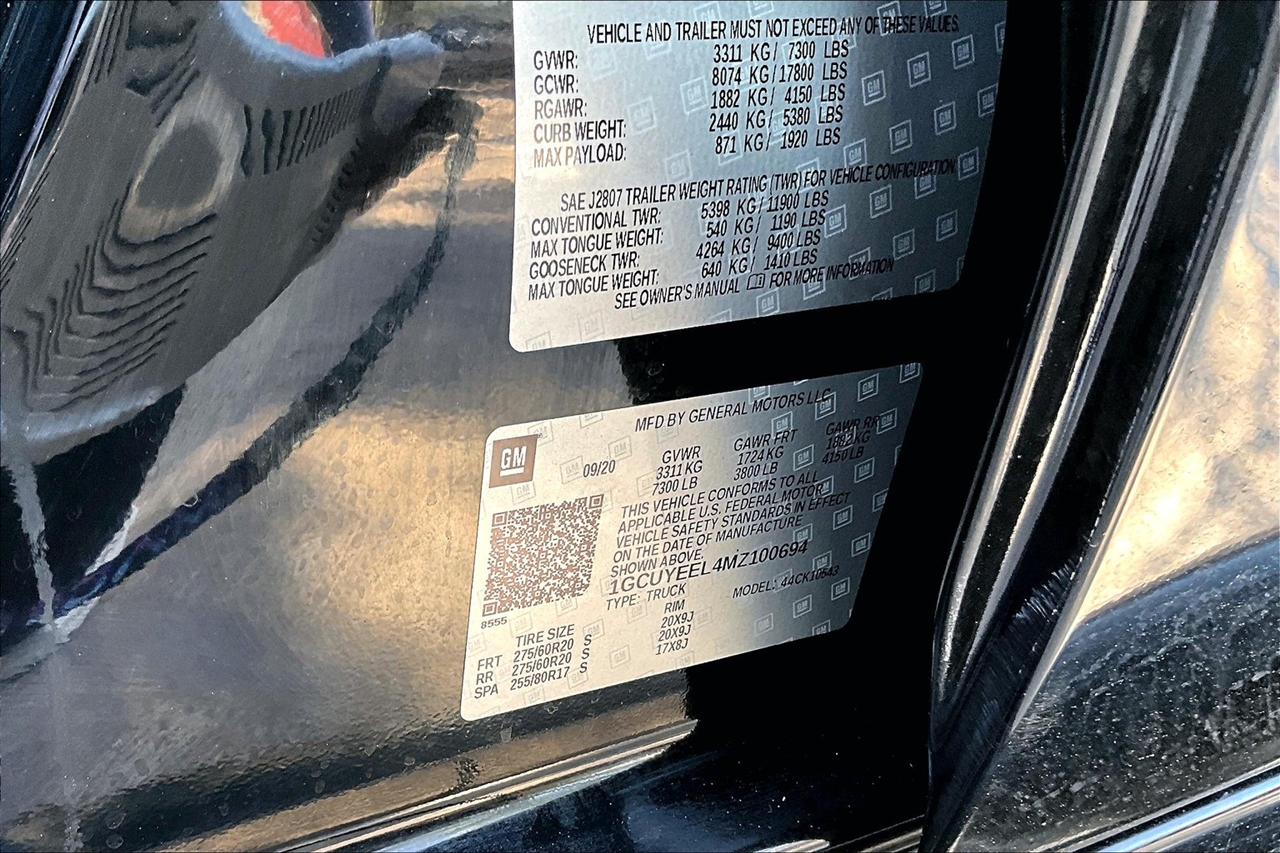 VEHICLE AND TRAILER MUST NOT EXCEED ANY OF THESE VALUES.
GVWR: 3311 KG / 7300 LBS
GCWR: 8074 KG / 17800 LBS
RGAWR: 1882 KG / 4150 LBS
CURB WEIGHT: 2440 KG / 5380 LBS
MAX PAYLOAD: 871 KG / 1920 LBS
SAE J2807 TRAILER WEIGHT RATING (TWR) FOR VEHICLE CONFIGURATION
CONVENTIONAL TWR: 5398 KG / 11900 LBS
MAX TONGUE WEIGHT: 540 KG / 1190 LBS
GOOSENECK TWR: 4264 KG / 9400 LBS
MAX TONGUE WEIGHT: 640 KG / 1410 LBS
SEE OWNER'S MANUAL FOR MORE INFORMATION
MFD BY GENERAL MOTORS LLC
GM
09/20
GVWR GAWR FRT GAWR RR
3311 KG 1724 KG 1882 KG
7300 LB 3800 LB 4150 LB
THIS VEHICLE CONFORMS TO ALL
APPLICABLE U.S. FEDERAL MOTOR
VEHICLE SAFETY STANDARDS IN EFFECT
ON THE DATE OF MANUFACTURE
SHOWN ABOVE.
1GCUYEEL4MZ100694
TYPE: TRUCK MODEL: 44CK10543
8555
TIRE SIZE RIM
FRT 275/60R20 S 20X9J
RR 275/60R20 S 20X9J
SPA 255/80R17 S 17X8J